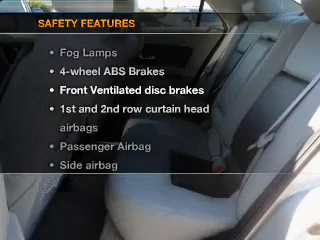 SAFETY FEATURES
• Fog Lamps
• 4-wheel ABS Brakes
• Front Ventilated disc brakes
• 1st and 2nd row curtain head
airbags
• Passenger Airbag
• Side airbag